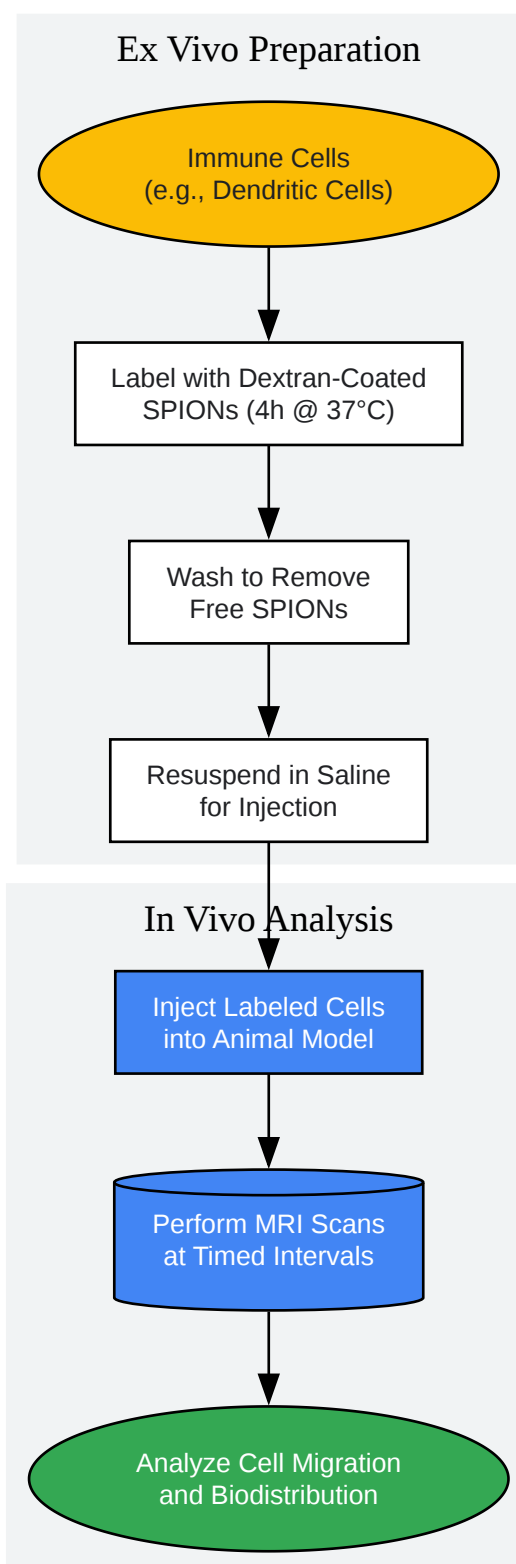 Ex Vivo Preparation
Immune Cells
(e.g., Dendritic Cells)
Label with Dextran-Coated
SPIONs (4h @ 37°C)
Wash to Remove
Free SPIONs
Resuspend in Saline
for Injection
In Vivo Analysis
Inject Labeled Cells
into Animal Model
Perform MRI Scans
at Timed Intervals
Analyze Cell Migration
and Biodistribution